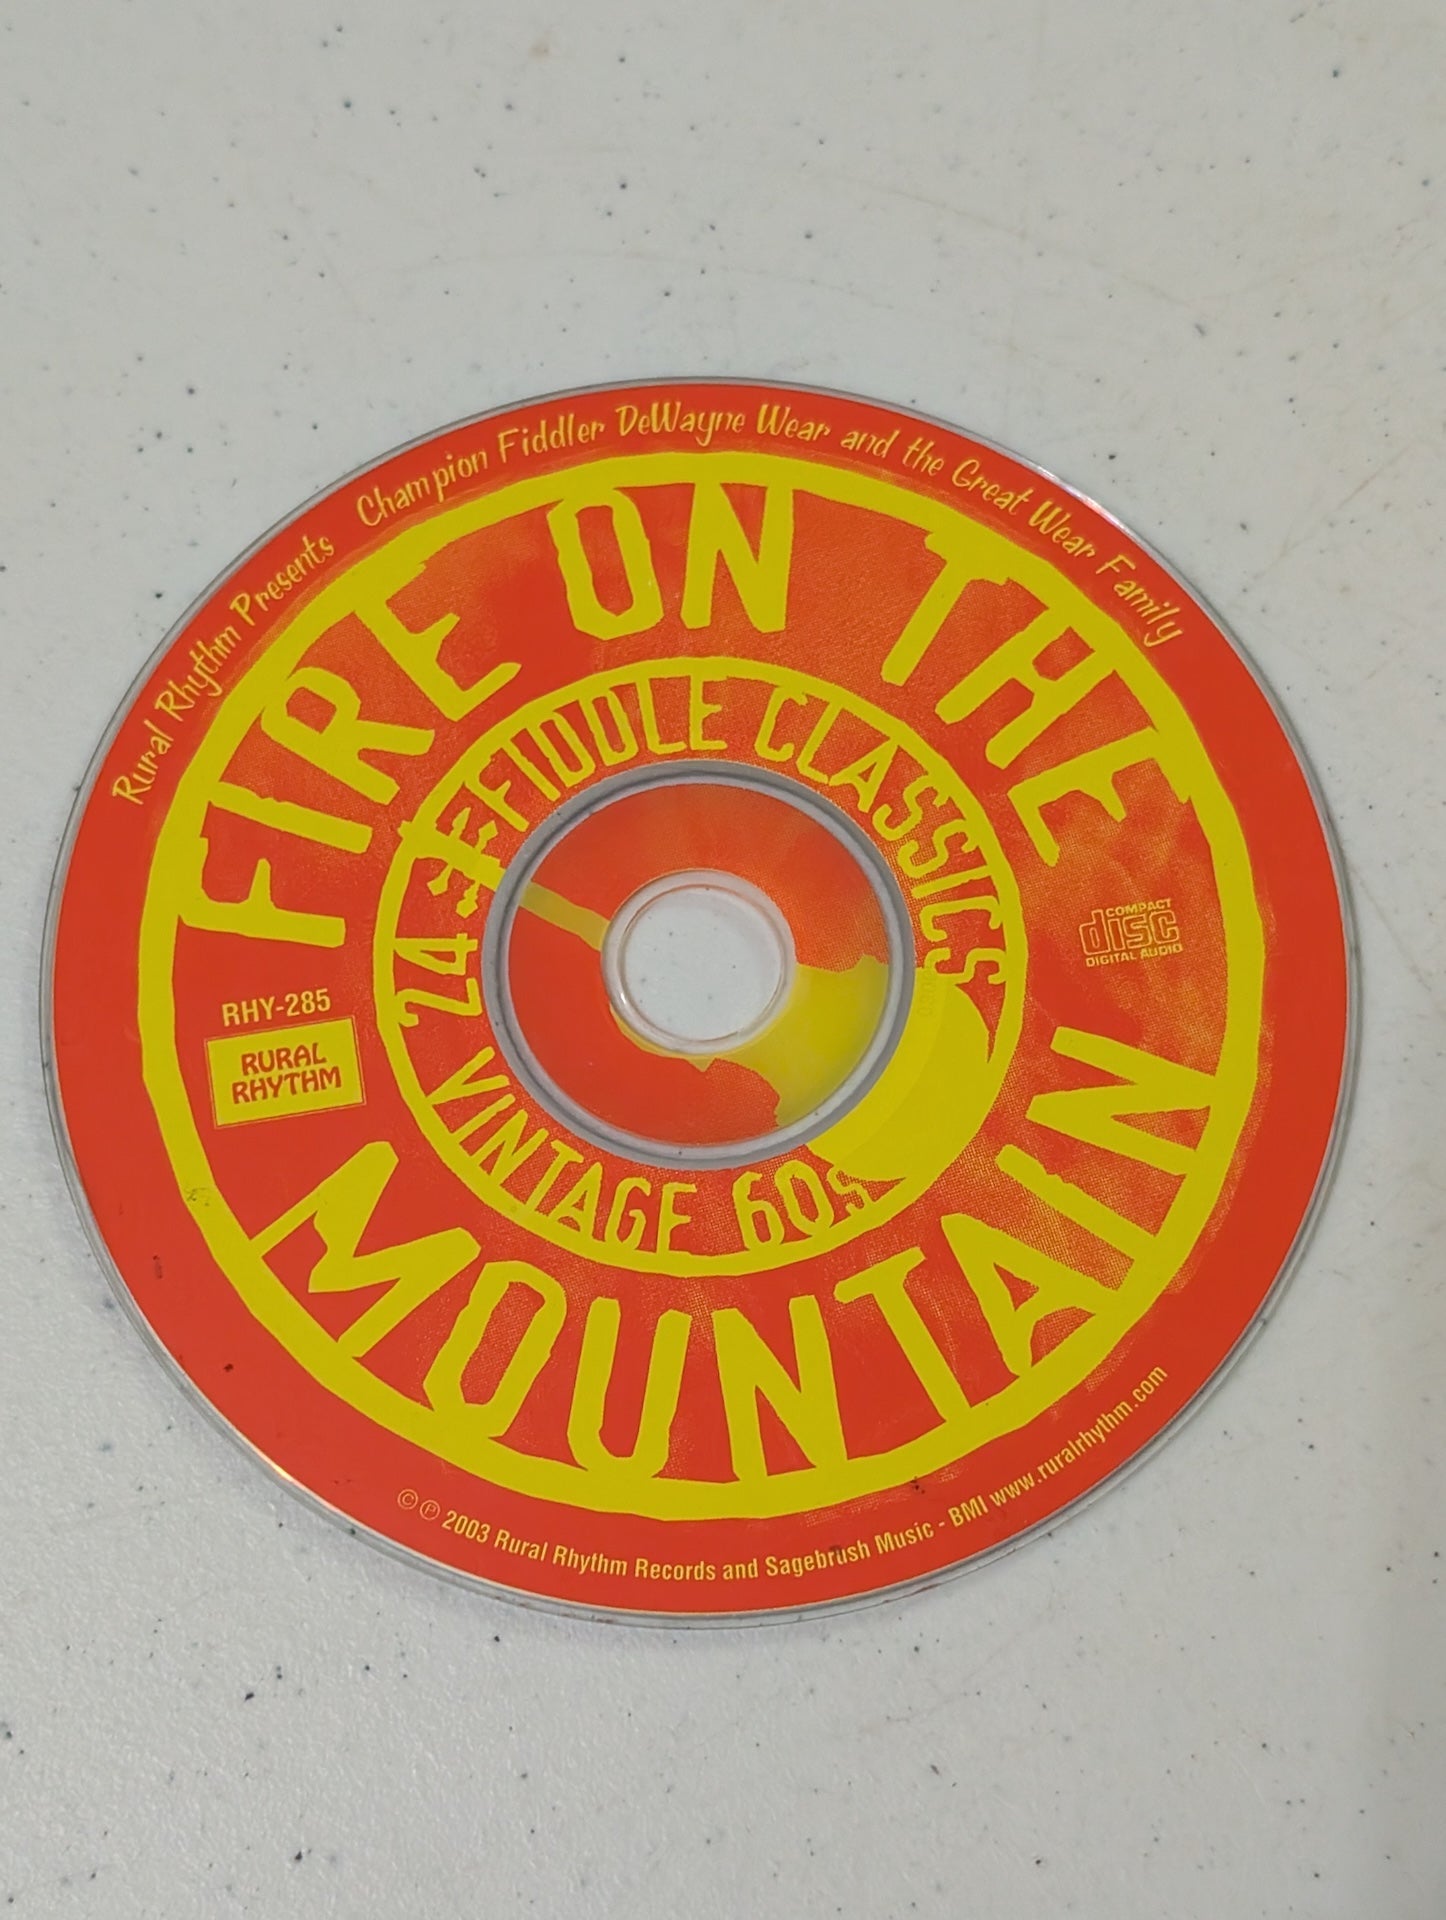 Rural Rhythm Presents Champion Fiddler DeWayne Wear and the Great Wear Family
FIRE ON THE
MOUNTAIN
24 FIDDLE CLASSICS
VINTAGE 60s
RHY-285
RURAL
RHYTHM
COMPACT
disc
DIGITAL AUDIO
© ℗ 2003 Rural Rhythm Records and Sagebrush Music - BMI www.ruralrhythm.com